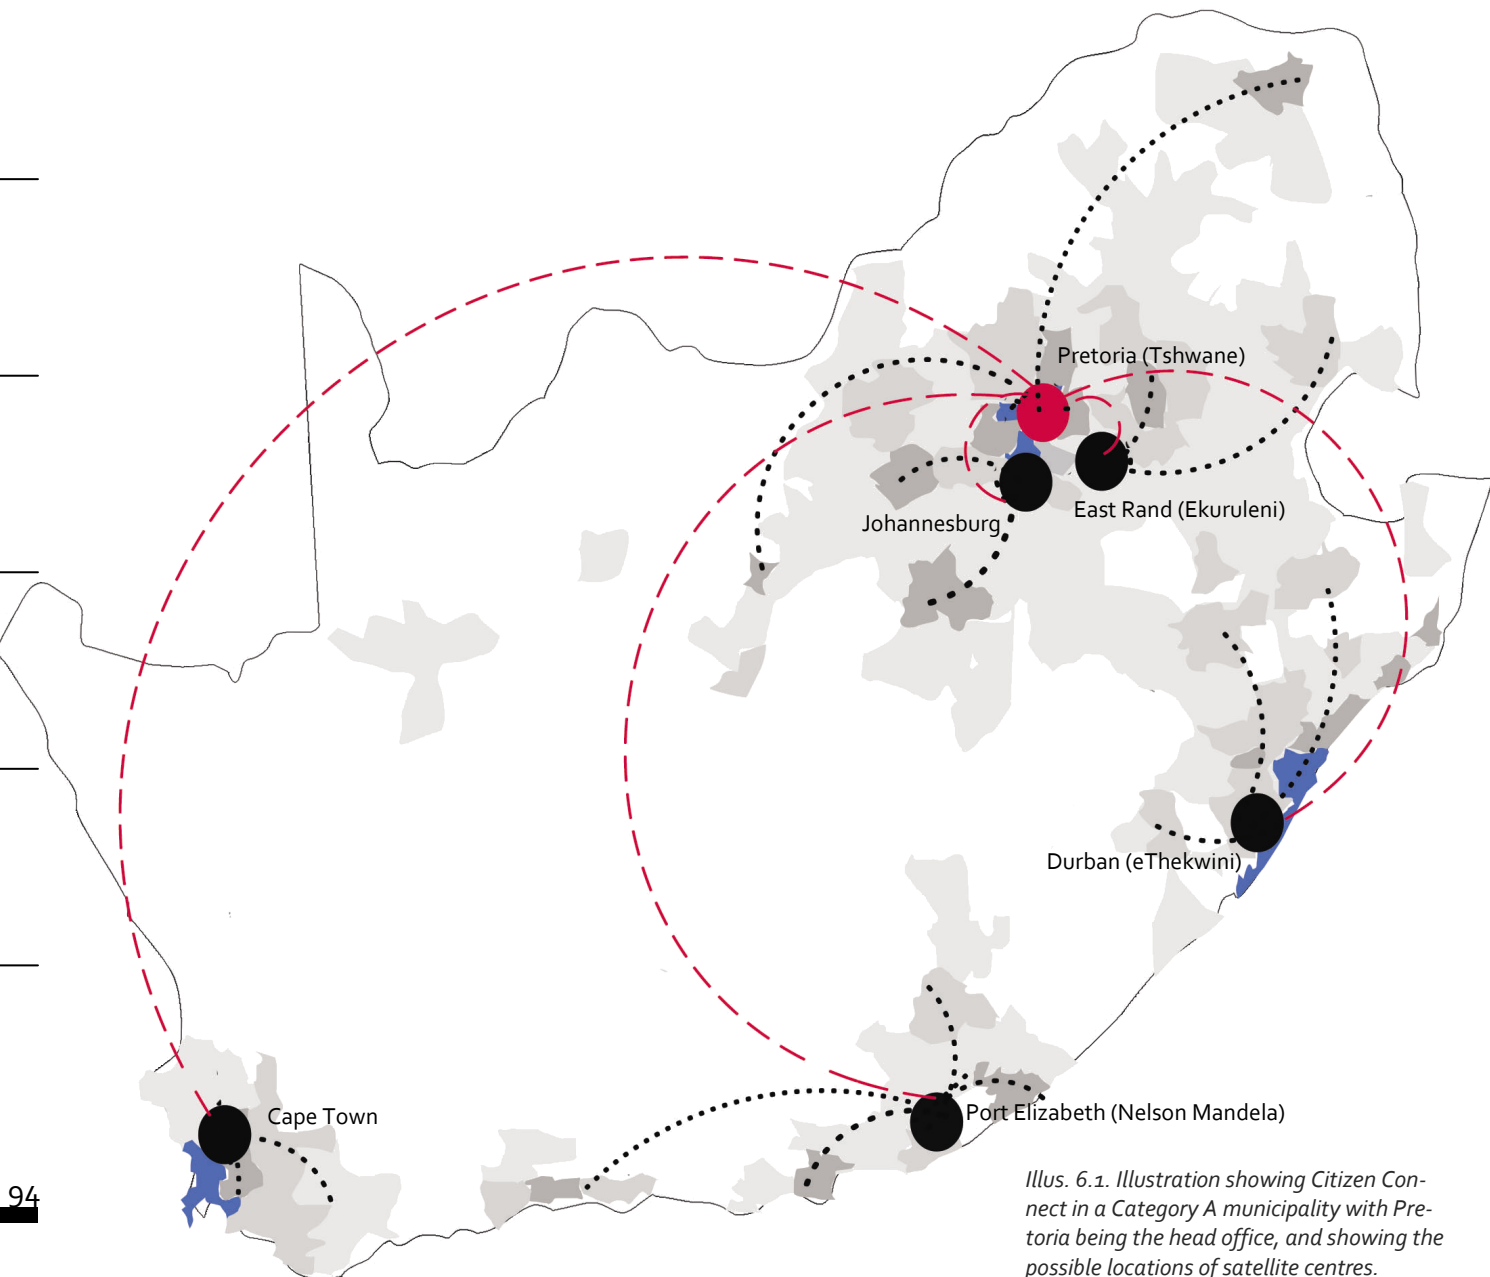 Pretoria (Tshwane)
East Rand (Ekuruleni)
Johannesburg
Durban (eThekwini)
Cape Town
Port Elizabeth (Nelson Mandela)
Illus. 6.1. Illustration showing Citizen Con-
nect in a Category A municipality with Pre-
toria being the head office, and showing the
possible locations of satellite centres.
94